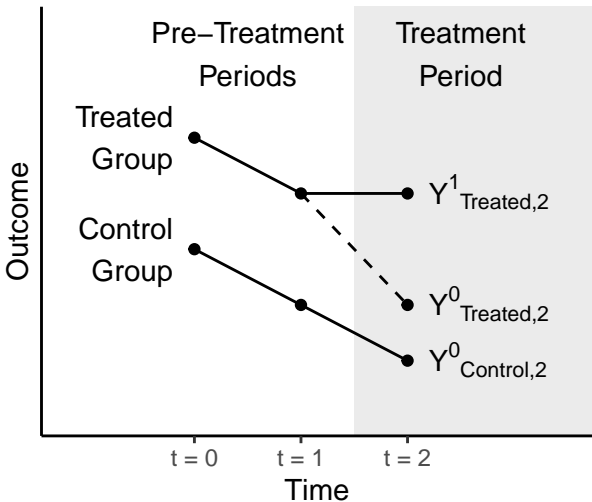 Pre−Treatment
Periods
Treatment
Period
Treated
Group
Control
Group
Y¹Treated,2
Y⁰Treated,2
Y⁰Control,2
Outcome
t = 0
t = 1
t = 2
Time